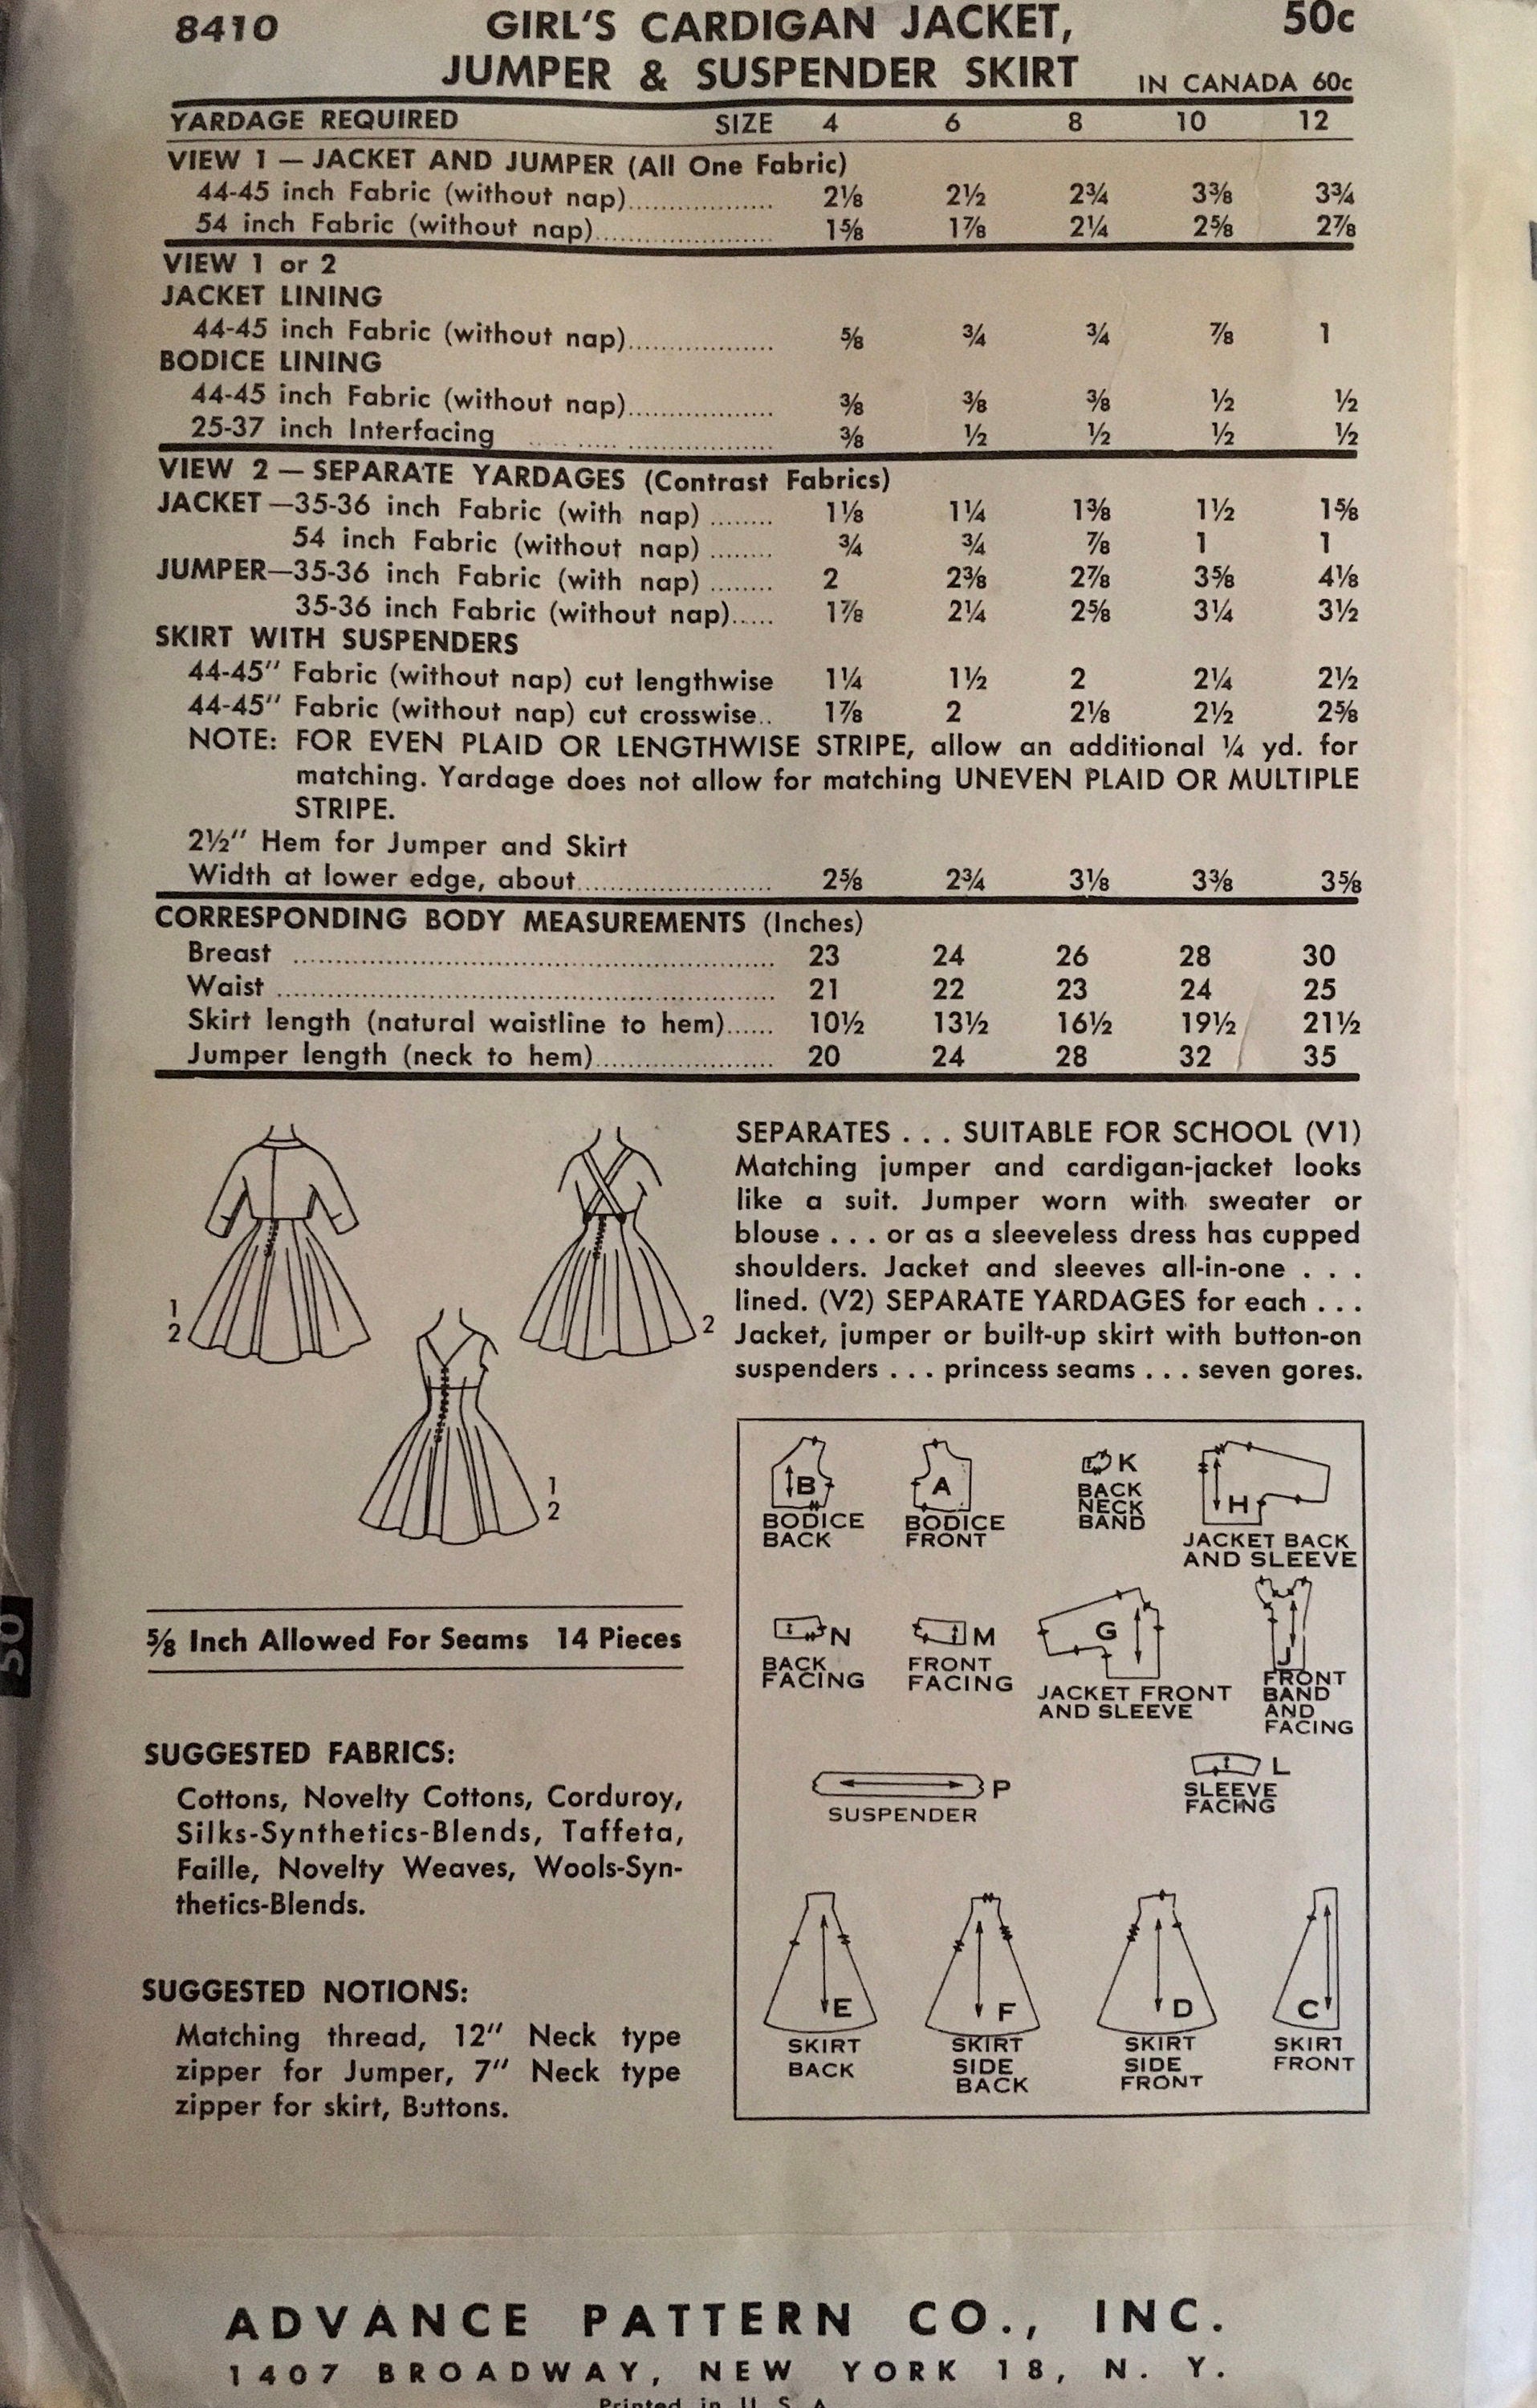 8410 GIRL'S CARDIGAN JACKET, 50c
JUMPER & SUSPENDER SKIRT IN CANADA 60c
YARDAGE REQUIRED SIZE 4 6 8 10 12
VIEW 1 — JACKET AND JUMPER (All One Fabric)
44-45 inch Fabric (without nap).................. 2⅛ 2½ 2¾ 3⅜ 3¾
54 inch Fabric (without nap)...................... 1⅝ 1⅞ 2¼ 2⅝ 2⅞
VIEW 1 or 2
JACKET LINING
44-45 inch Fabric (without nap).................. ⅝ ¾ ¾ ⅞ 1
BODICE LINING
44-45 inch Fabric (without nap).................. ⅜ ⅜ ⅜ ½ ½
25-37 inch Interfacing .............................. ⅜ ½ ½ ½ ½
VIEW 2 — SEPARATE YARDAGES (Contrast Fabrics)
JACKET—35-36 inch Fabric (with nap) ........ 1⅛ 1¼ 1⅜ 1½ 1⅝
54 inch Fabric (without nap) ........ ¾ ¾ ⅞ 1 1
JUMPER—35-36 inch Fabric (with nap) ........ 2 2⅜ 2⅞ 3⅝ 4⅛
35-36 inch Fabric (without nap)..... 1⅞ 2¼ 2⅝ 3¼ 3½
SKIRT WITH SUSPENDERS
44-45" Fabric (without nap) cut lengthwise 1¼ 1½ 2 2¼ 2½
44-45" Fabric (without nap) cut crosswise.. 1⅞ 2 2⅛ 2½ 2⅝
NOTE: FOR EVEN PLAID OR LENGTHWISE STRIPE, allow an additional ¼ yd. for
matching. Yardage does not allow for matching UNEVEN PLAID OR MULTIPLE
STRIPE.
2½" Hem for Jumper and Skirt
Width at lower edge, about........................ 2⅝ 2¾ 3⅛ 3⅜ 3⅝
CORRESPONDING BODY MEASUREMENTS (Inches)
Breast ............................................................ 23 24 26 28 30
Waist .............................................................. 21 22 23 24 25
Skirt length (natural waistline to hem)...... 10½ 13½ 16½ 19½ 21½
Jumper length (neck to hem)...................... 20 24 28 32 35
SEPARATES . . . SUITABLE FOR SCHOOL (V1)
Matching jumper and cardigan-jacket looks
like a suit. Jumper worn with sweater or
blouse . . . or as a sleeveless dress has cupped
shoulders. Jacket and sleeves all-in-one . . .
lined. (V2) SEPARATE YARDAGES for each . . .
Jacket, jumper or built-up skirt with button-on
suspenders . . . princess seams . . . seven gores.
1
2
2
1
2
⅝ Inch Allowed For Seams 14 Pieces
50
SUGGESTED FABRICS:
Cottons, Novelty Cottons, Corduroy,
Silks-Synthetics-Blends, Taffeta,
Faille, Novelty Weaves, Wools-Syn-
thetics-Blends.
SUGGESTED NOTIONS:
Matching thread, 12" Neck type
zipper for Jumper, 7" Neck type
zipper for skirt, Buttons.
B
BODICE
BACK
A
BODICE
FRONT
K
BACK
NECK
BAND
H
JACKET BACK
AND SLEEVE
N
BACK
FACING
M
FRONT
FACING
G
JACKET FRONT
AND SLEEVE
J
FRONT
BAND
AND
FACING
P
SUSPENDER
L
SLEEVE
FACING
E
SKIRT
BACK
F
SKIRT
SIDE
BACK
D
SKIRT
SIDE
FRONT
C
SKIRT
FRONT
ADVANCE PATTERN CO., INC.
1407 BROADWAY, NEW YORK 18, N. Y.
Printed in U. S. A.